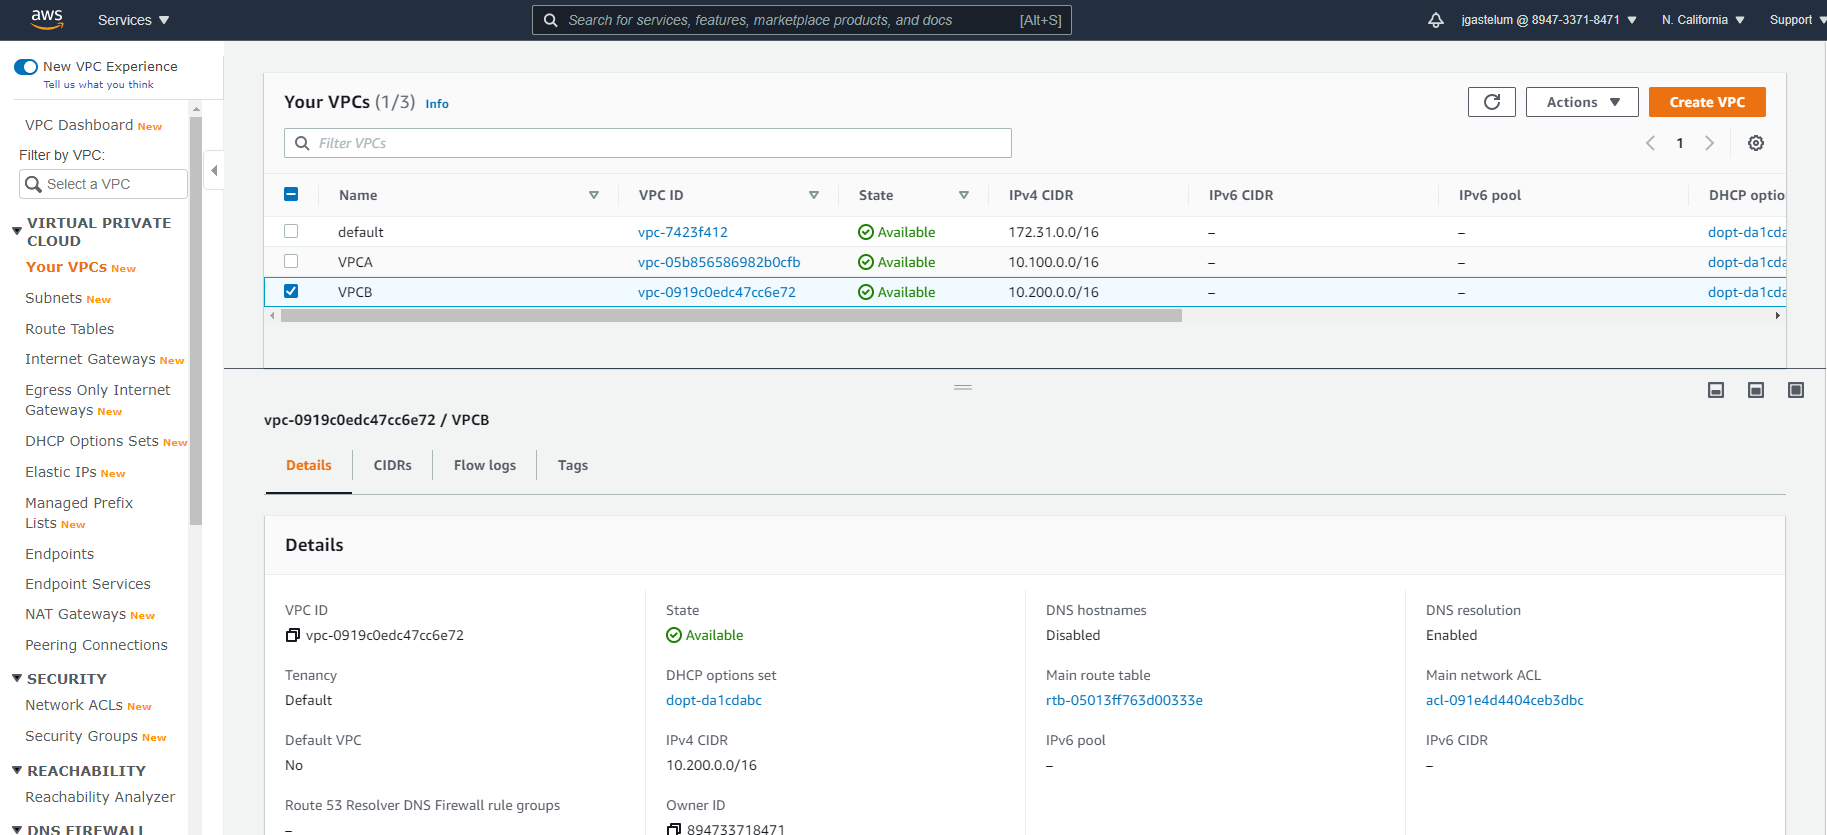 aws
Services
Search for services, features, marketplace products, and docs [Alt+S]
jgastelum @ 8947-3371-8471
N. California
Support
New VPC Experience
Tell us what you think
VPC Dashboard New
Filter by VPC:
Select a VPC
VIRTUAL PRIVATE
CLOUD
Your VPCs New
Subnets New
Route Tables
Internet Gateways New
Egress Only Internet
Gateways New
DHCP Options Sets New
Elastic IPs New
Managed Prefix
Lists New
Endpoints
Endpoint Services
NAT Gateways New
Peering Connections
SECURITY
Network ACLs New
Security Groups New
REACHABILITY
Reachability Analyzer
DNS FIREWALL
Your VPCs (1/3) Info
Actions
Create VPC
Filter VPCs
1
Name VPC ID State IPv4 CIDR IPv6 CIDR IPv6 pool DHCP optio
default vpc-7423f412 Available 172.31.0.0/16 – – dopt-da1cda
VPCA vpc-05b856586982b0cfb Available 10.100.0.0/16 – – dopt-da1cda
VPCB vpc-0919c0edc47cc6e72 Available 10.200.0.0/16 – – dopt-da1cda
vpc-0919c0edc47cc6e72 / VPCB
Details CIDRs Flow logs Tags
Details
VPC ID State DNS hostnames DNS resolution
vpc-0919c0edc47cc6e72 Available Disabled Enabled
Tenancy DHCP options set Main route table Main network ACL
Default dopt-da1cdabc rtb-05013ff763d00333e acl-091e4d4404ceb3dbc
Default VPC IPv4 CIDR IPv6 pool IPv6 CIDR
No 10.200.0.0/16 – –
Route 53 Resolver DNS Firewall rule groups Owner ID
– 894733718471